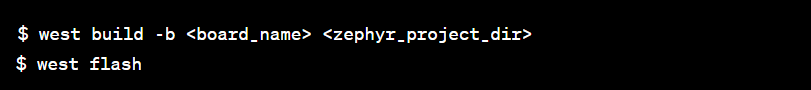 $ west build -b <board_name> <zephyr_project_dir>
$ west flash